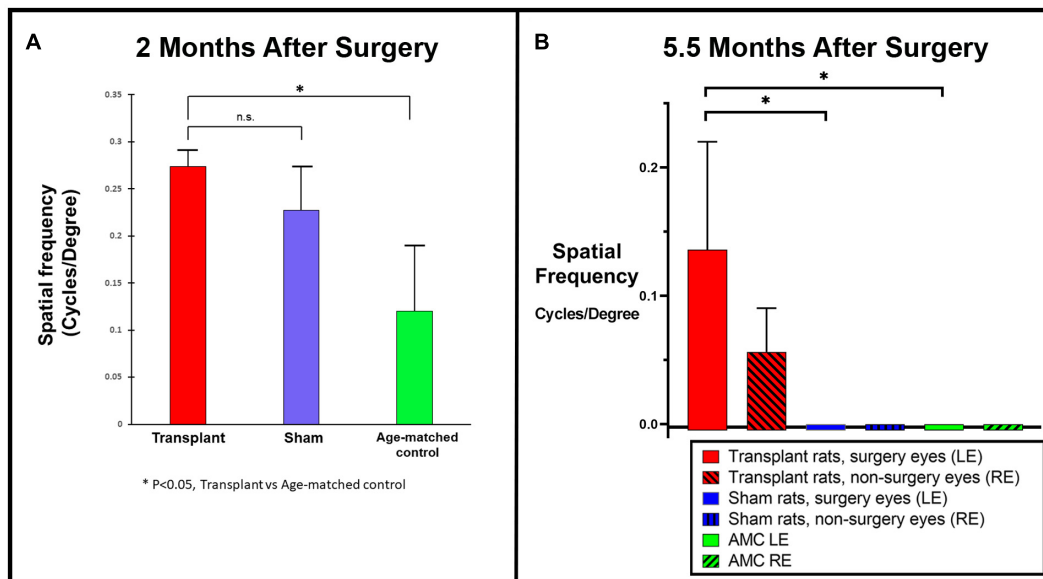 A
2 Months After Surgery
*
n.s.
0.35
0.3
0.25
0.2
0.15
0.1
0.05
0
Spatial frequency
(Cycles/Degree)
Transplant
Sham
Age-matched
control
* P<0.05, Transplant vs Age-matched control
B
5.5 Months After Surgery
*
*
0.2
0.1
0.0
Spatial
Frequency
Cycles/Degree
Transplant rats, surgery eyes (LE)
Transplant rats, non-surgery eyes (RE)
Sham rats, surgery eyes (LE)
Sham rats, non-surgery eyes (RE)
AMC LE
AMC RE